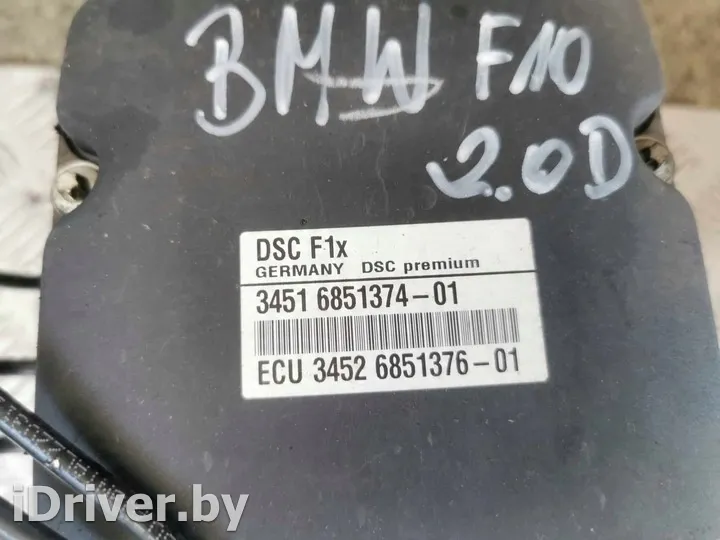 BMW F10
2.0D
DSC F1x
GERMANY DSC premium
3451 6851374-01
ECU 3452 6851376-01
iDriver.by